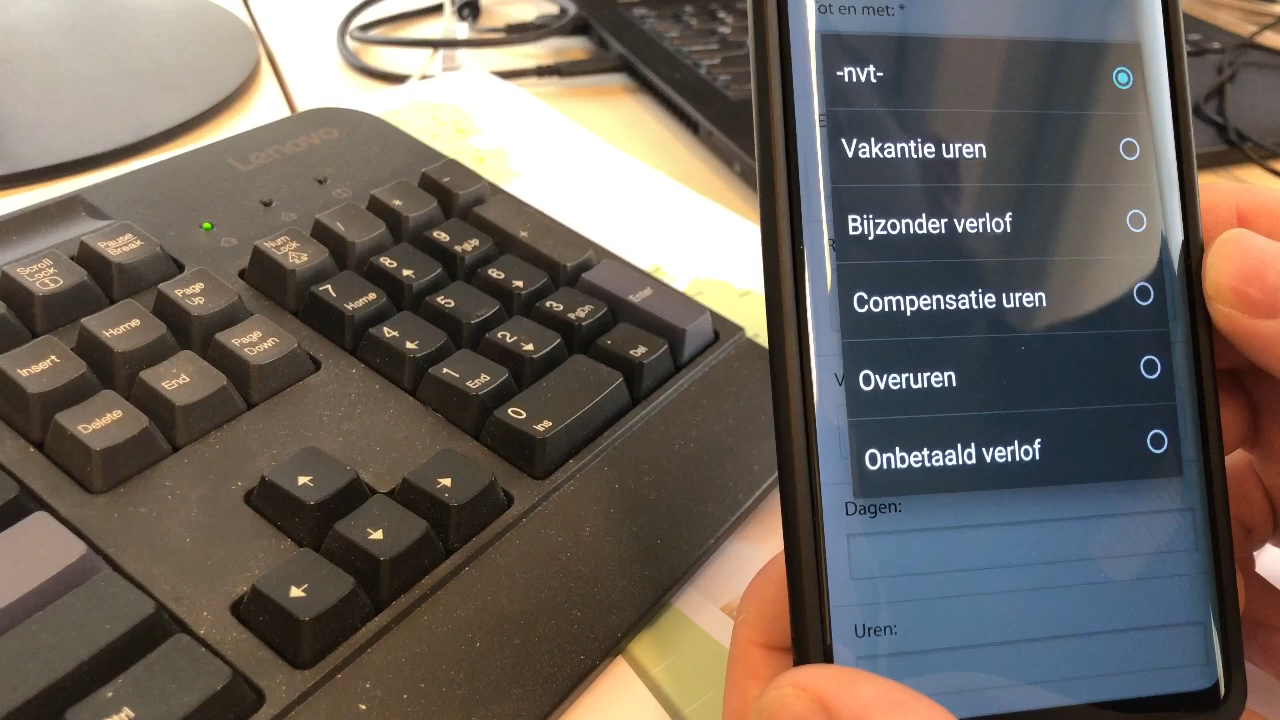 Tot en met: *
-nvt-
Vakantie uren
Bijzonder verlof
Compensatie uren
Overuren
Onbetaald verlof
Dagen:
Uren:
Lenovo
Scroll
Lock
Pause
Break
Insert
Home
Page
Up
Delete
End
Page
Down
Num
Lock
/
*
-
7
Home
8
9
PgUp
+
4
5
6
1
End
2
3
PgDn
Enter
0
Ins
.
Del